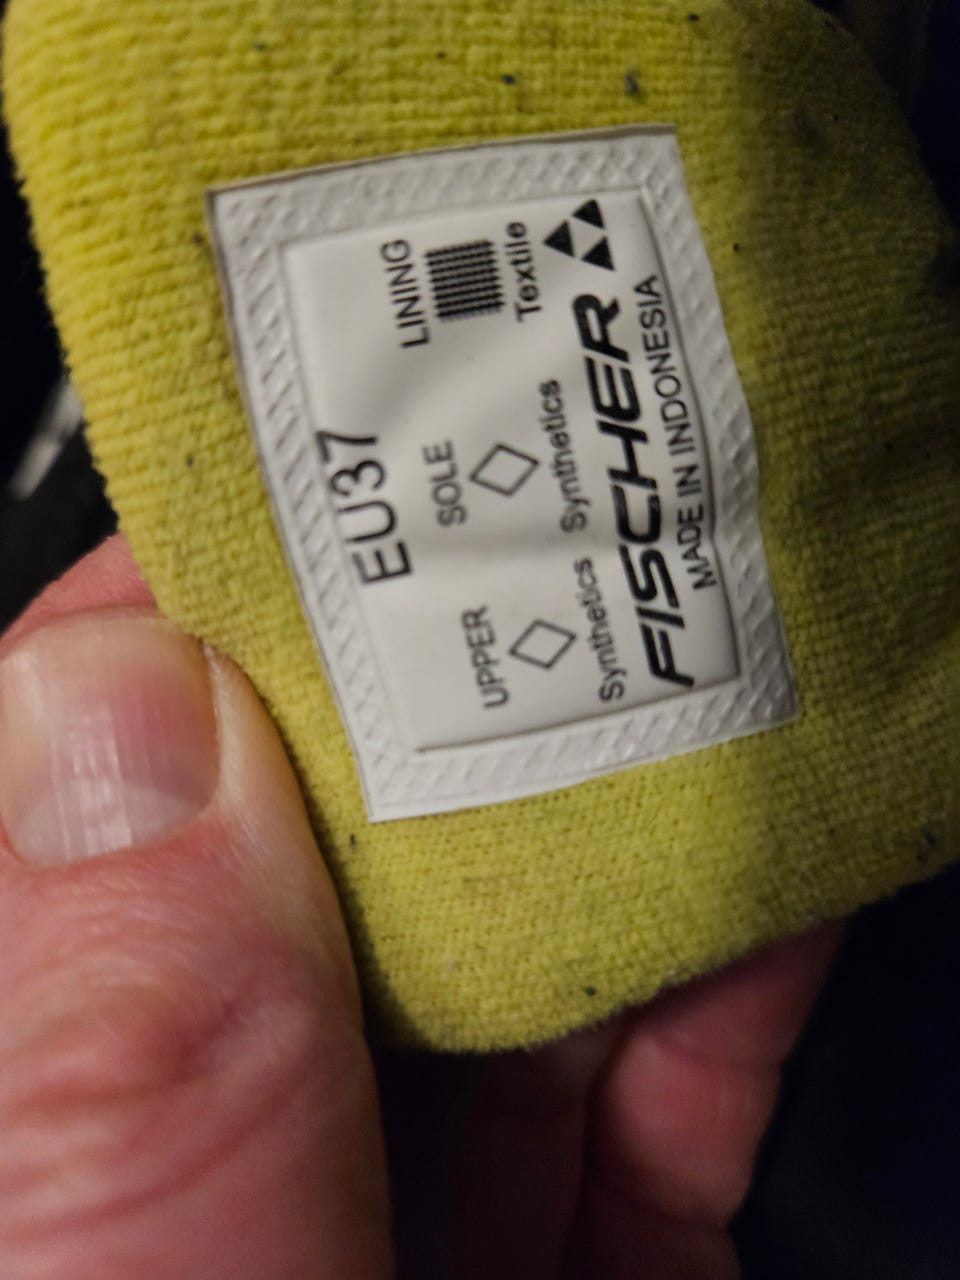 EU37
UPPER SOLE LINING
Synthetics Synthetics Textile
FISCHER
MADE IN INDONESIA